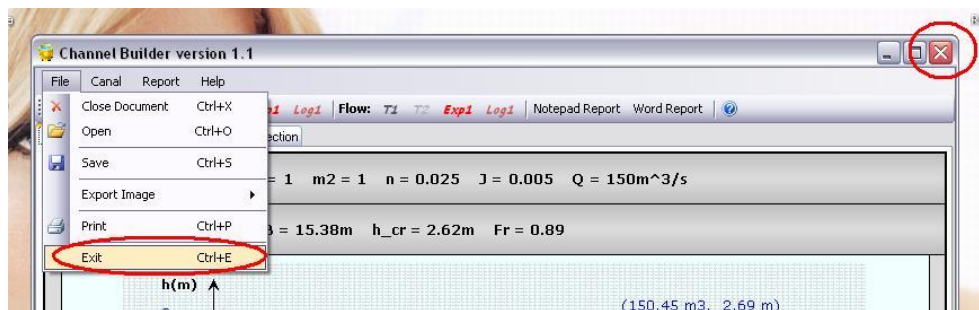 Channel Builder version 1.1
File Canal Report Help
Close Document Ctrl+X
Log1 Flow: T1 T2 Exp1 Log1 Notepad Report Word Report
Open Ctrl+O
Save Ctrl+S
= 1 m2 = 1 n = 0.025 J = 0.005 Q = 150m^3/s
Export Image
Print Ctrl+P
= 15.38m h_cr = 2.62m Fr = 0.89
Exit Ctrl+E
h(m)
(150.45 m3, 2.69 m)